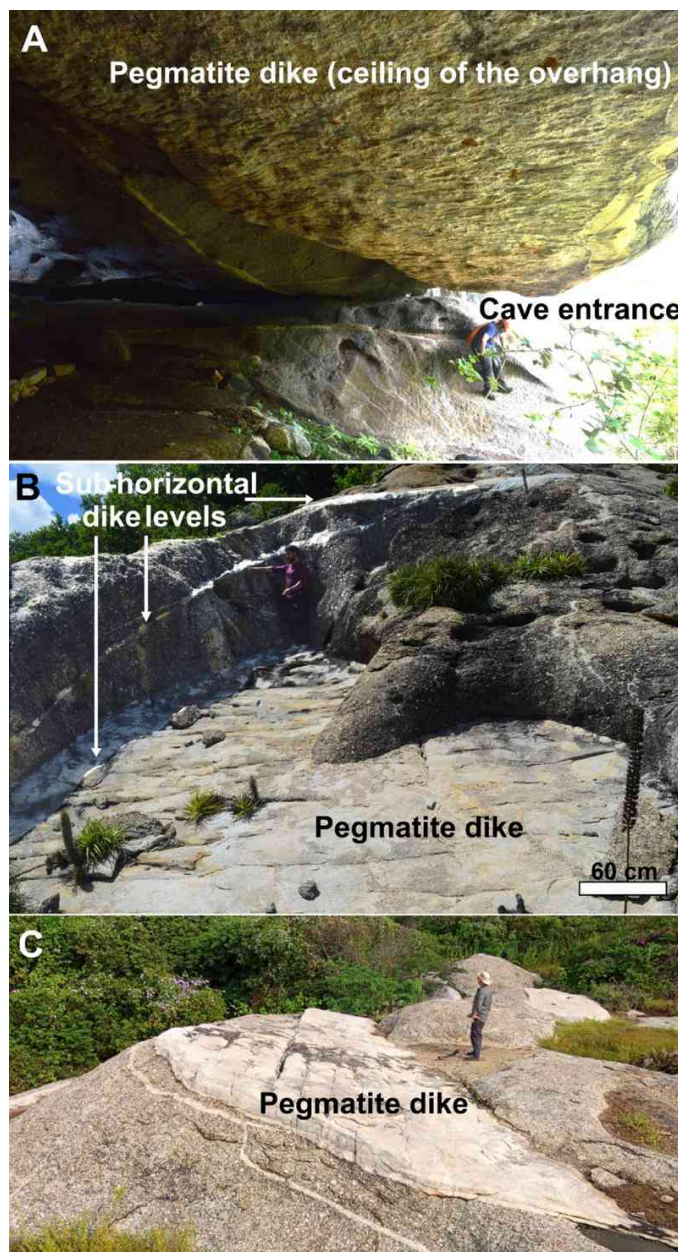 A
Pegmatite dike (ceiling of the overhang)
Cave entrance
B
Sub-horizontal
dike levels
Pegmatite dike
60 cm
C
Pegmatite dike